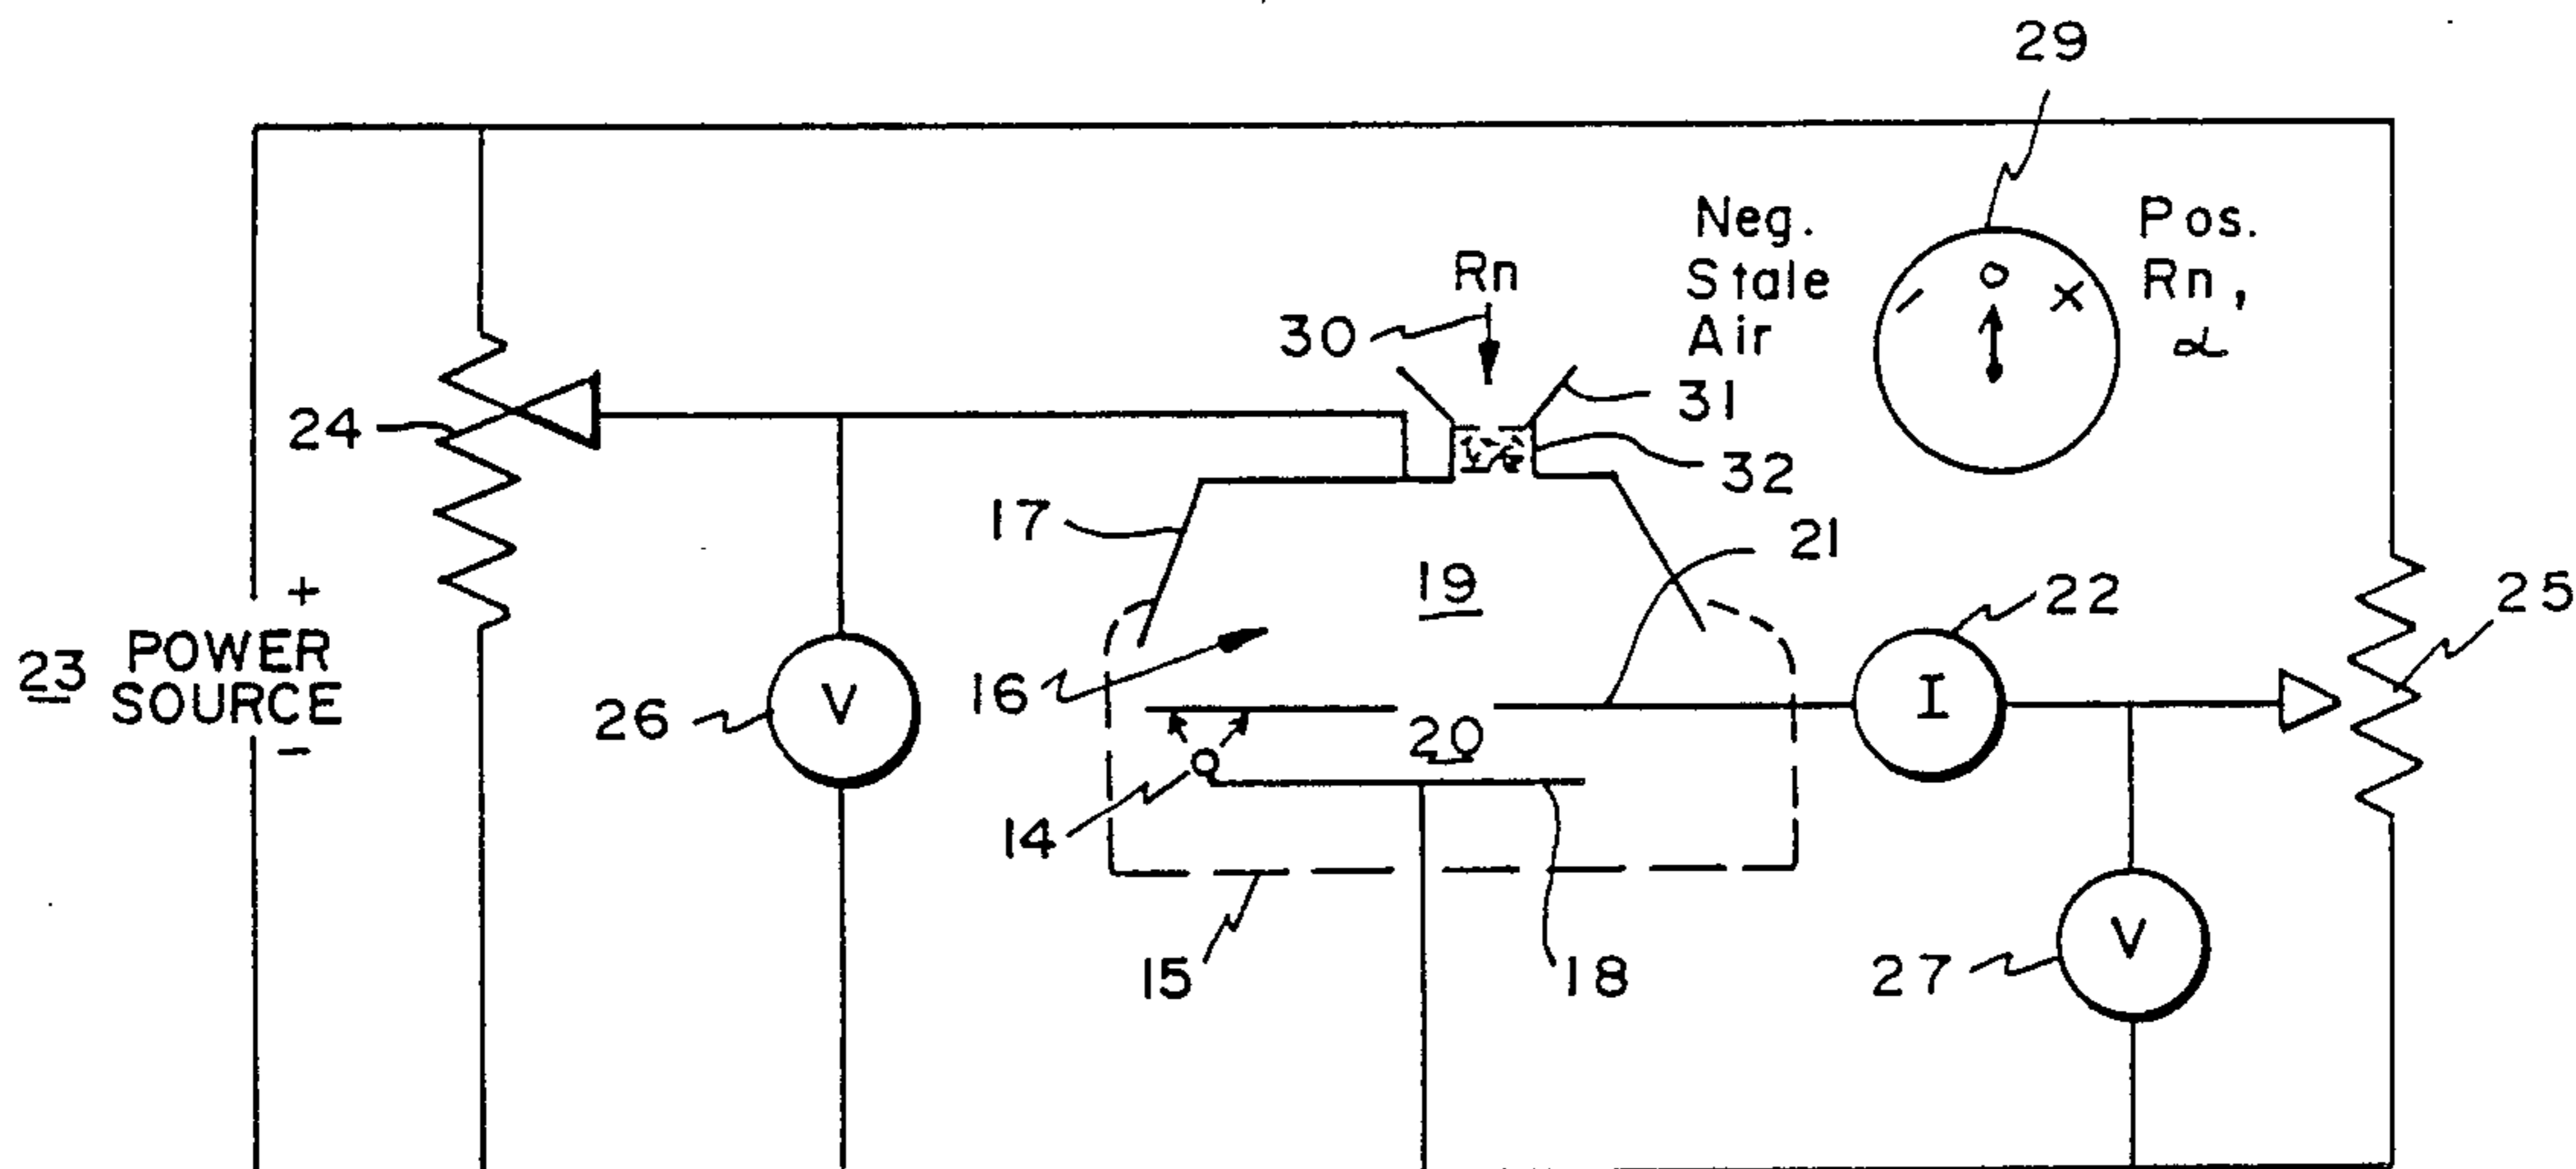 29
Neg.
Stale
Air
Pos.
Rn,
α
- O X
Rn
30
31
32
24
17
19
21
22
25
+
23 POWER
SOURCE
-
26
V
16
20
I
14
15
18
27
V